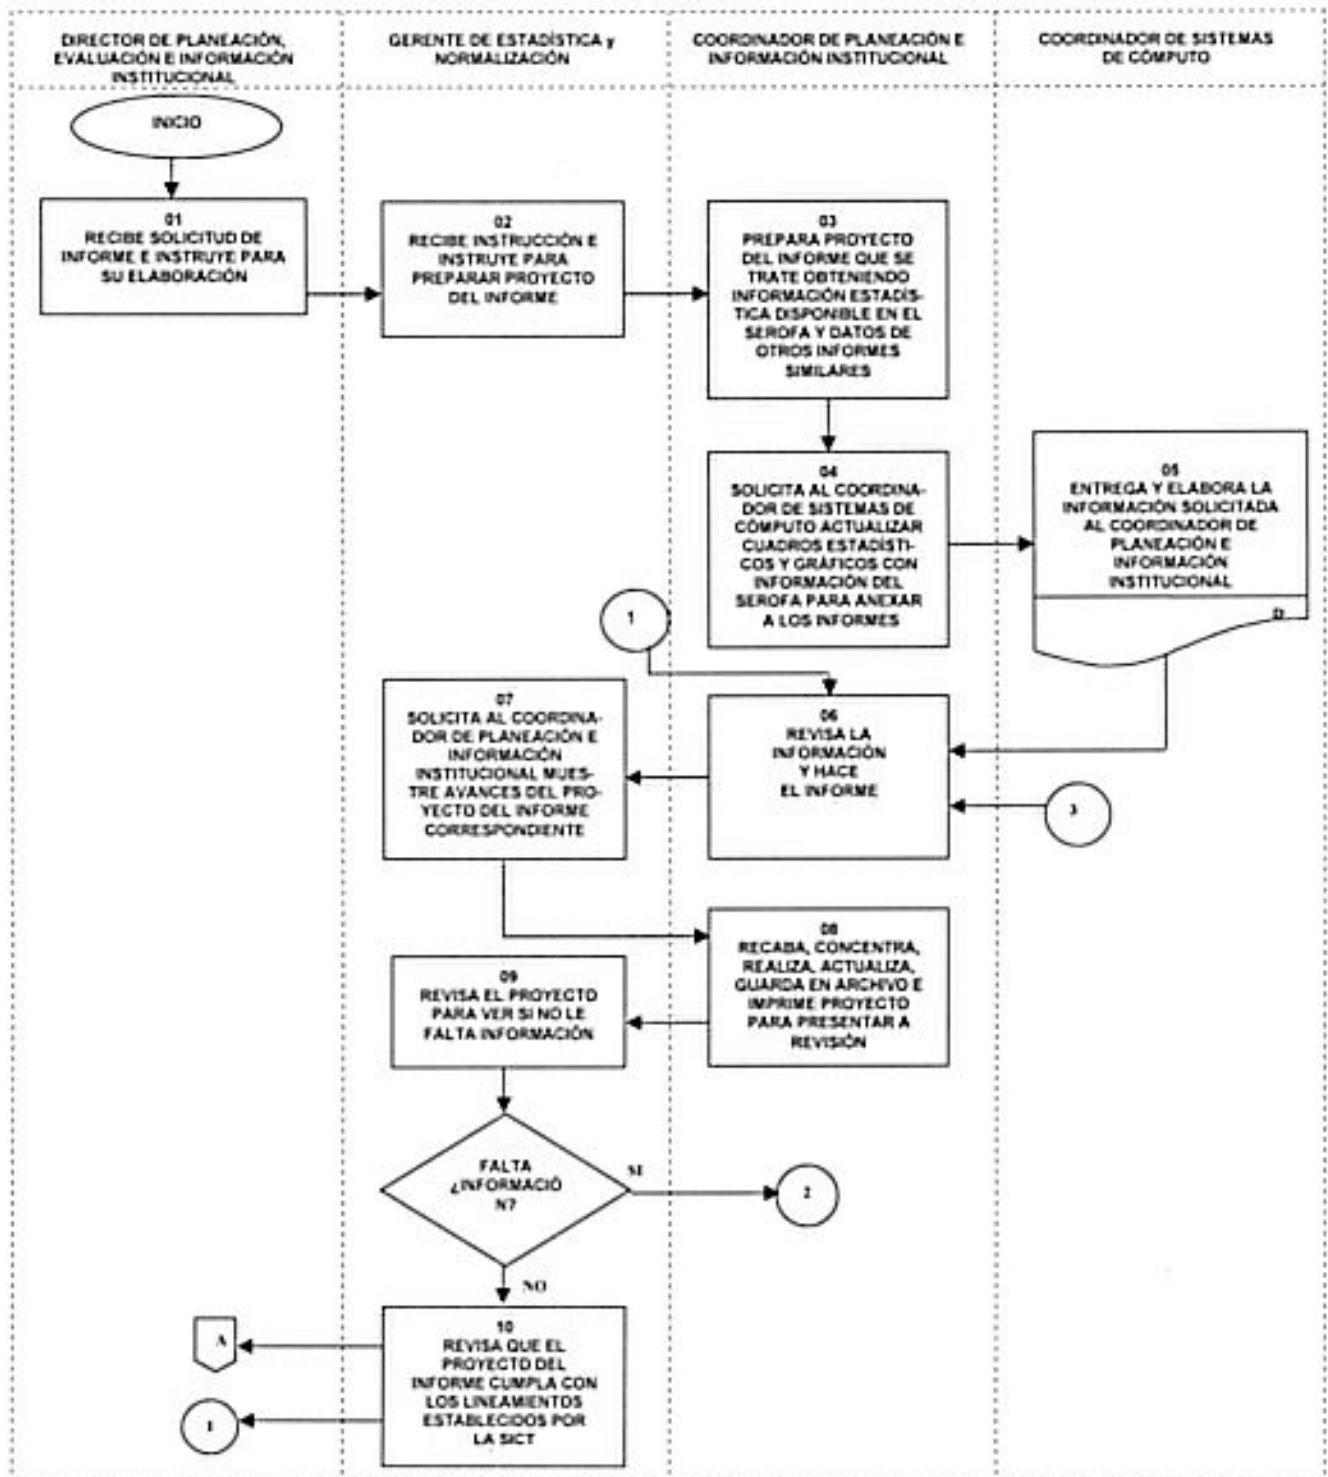 DIRECTOR DE PLANEACIÓN,
EVALUACIÓN E INFORMACIÓN
INSTITUCIONAL
GERENTE DE ESTADÍSTICA y
NORMALIZACIÓN
COORDINADOR DE PLANEACIÓN E
INFORMACIÓN INSTITUCIONAL
COORDINADOR DE SISTEMAS
DE CÓMPUTO
INICIO
01
RECIBE SOLICITUD DE
INFORME E INSTRUYE PARA
SU ELABORACIÓN
02
RECIBE INSTRUCCIÓN E
INSTRUYE PARA
PREPARAR PROYECTO
DEL INFORME
03
PREPARA PROYECTO
DEL INFORME QUE SE
TRATE OBTENIENDO
INFORMACIÓN ESTADÍS-
TICA DISPONIBLE EN EL
SEROFA Y DATOS DE
OTROS INFORMES
SIMILARES
04
SOLICITA AL COORDINA-
DOR DE SISTEMAS DE
CÓMPUTO ACTUALIZAR
CUADROS ESTADÍSTI-
COS Y GRÁFICOS CON
INFORMACIÓN DEL
SEROFA PARA ANEXAR
A LOS INFORMES
05
ENTREGA Y ELABORA LA
INFORMACIÓN SOLICITADA
AL COORDINADOR DE
PLANEACIÓN E
INFORMACIÓN
INSTITUCIONAL
D
1
07
SOLICITA AL COORDINA-
DOR DE PLANEACIÓN E
INFORMACIÓN
INSTITUCIONAL MUES-
TRE AVANCES DEL PRO-
YECTO DEL INFORME
CORRESPONDIENTE
06
REVISA LA
INFORMACIÓN
Y HACE
EL INFORME
3
08
RECABA, CONCENTRA,
REALIZA, ACTUALIZA,
GUARDA EN ARCHIVO E
IMPRIME PROYECTO
PARA PRESENTAR A
REVISIÓN
09
REVISA EL PROYECTO
PARA VER SI NO LE
FALTA INFORMACIÓN
FALTA
¿INFORMACIÓ
N?
SI
2
NO
10
REVISA QUE EL
PROYECTO DEL
INFORME CUMPLA CON
LOS LINEAMIENTOS
ESTABLECIDOS POR
LA SICT
A
1